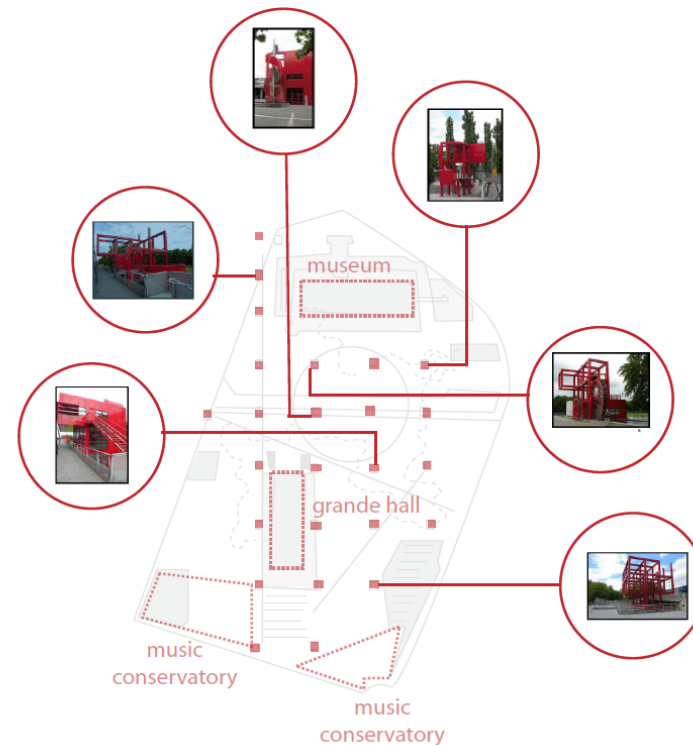 museum
grande hall
music
conservatory
music
conservatory